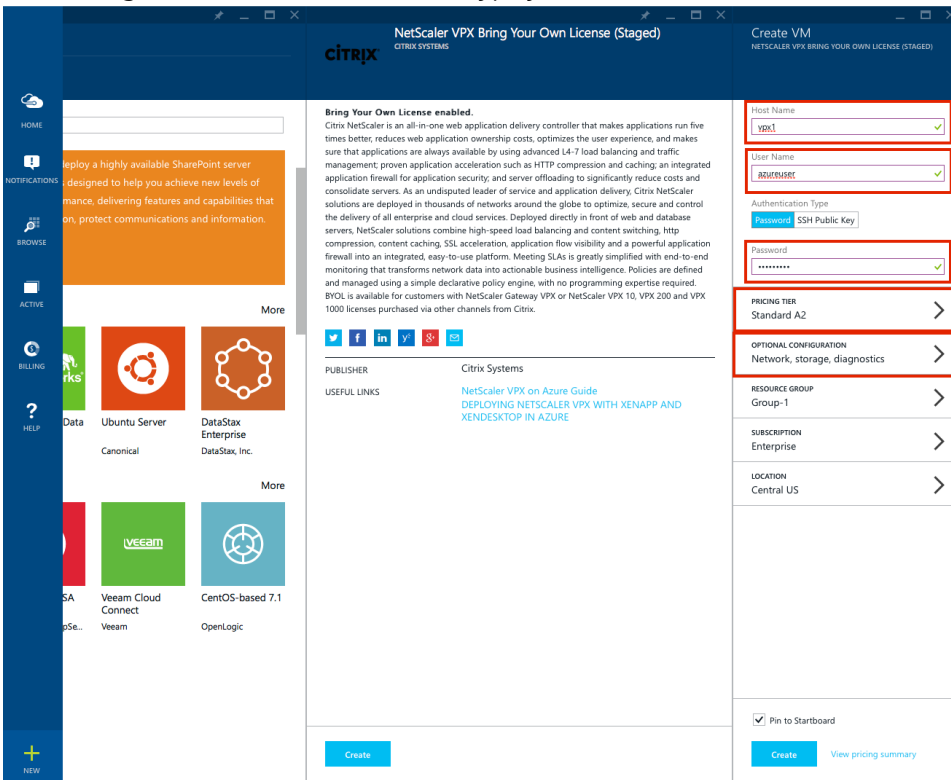 HOME
NOTIFICATIONS
BROWSE
ACTIVE
BILLING
HELP
NEW
deploy a highly available SharePoint server
designed to help you achieve new levels of
delivering features and capabilities that
protect communications and information.
More
Data
Ubuntu Server
Canonical
DataStax
Enterprise
DataStax, Inc.
More
SA
Veeam
Veeam Cloud
Connect
Veeam
CentOS-based 7.1
OpenLogic
CITRIX
NetScaler VPX Bring Your Own License (Staged)
CITRIX SYSTEMS
Bring Your Own License enabled.
Citrix NetScaler is an all-in-one web application delivery controller that makes applications run five
times better, reduces web application ownership costs, optimizes the user experience, and makes
sure that applications are always available by using advanced L4-7 load balancing and traffic
management; proven application acceleration such as HTTP compression and caching; an integrated
application firewall for application security; and server offloading to significantly reduce costs and
consolidate servers. As an undisputed leader of service and application delivery, Citrix NetScaler
solutions are deployed in thousands of networks around the globe to optimize, secure and control
the delivery of all enterprise and cloud services. Deployed directly in front of web and database
servers, NetScaler solutions combine high-speed load balancing and content switching, http
compression, content caching, SSL acceleration, application flow visibility and a powerful application
firewall into an integrated, easy-to-use platform. Meeting SLAs is greatly simplified with end-to-end
monitoring that transforms network data into actionable business intelligence. Policies are defined
and managed using a simple declarative policy engine, with no programming expertise required.
BYOL is available for customers with NetScaler Gateway VPX or NetScaler VPX 10, VPX 200 and VPX
1000 licenses purchased via other channels from Citrix.
PUBLISHER Citrix Systems
USEFUL LINKS NetScaler VPX on Azure Guide
DEPLOYING NETSCALER VPX WITH XENAPP AND
XENDESKTOP IN AZURE
Create
Create VM
NETSCALER VPX BRING YOUR OWN LICENSE (STAGED)
Host Name
vpx1
User Name
azureuser
Authentication Type
Password SSH Public Key
Password
PRICING TIER
Standard A2
OPTIONAL CONFIGURATION
Network, storage, diagnostics
RESOURCE GROUP
Group-1
SUBSCRIPTION
Enterprise
LOCATION
Central US
Pin to Startboard
Create View pricing summary